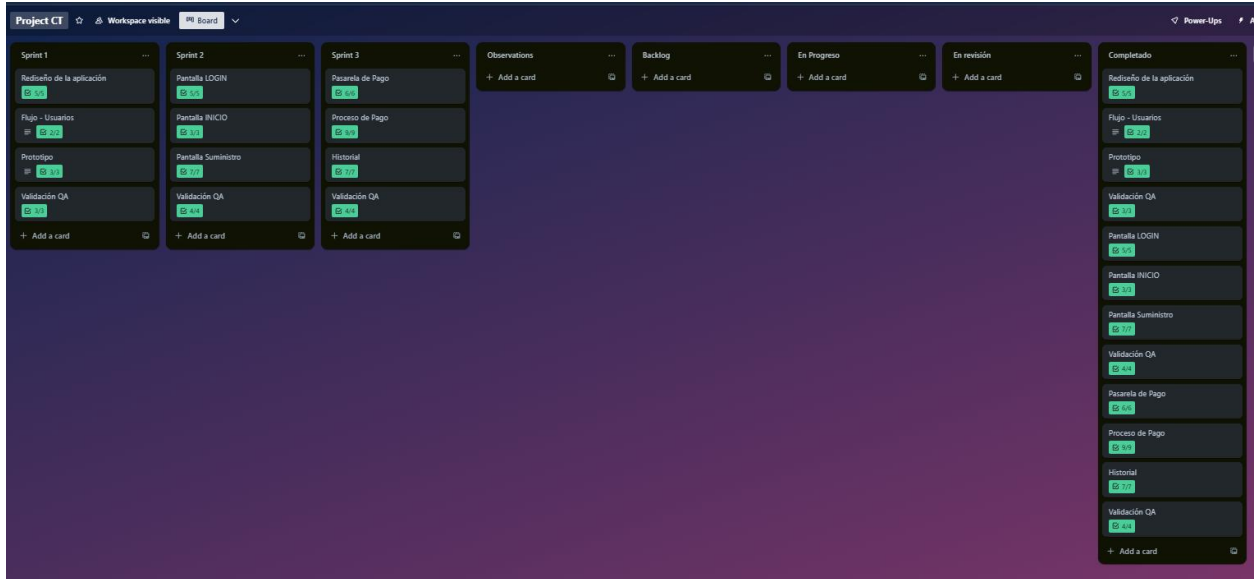 Project CT Workspace visible Board Power-Ups A
Sprint 1
Rediseño de la aplicación
5/5
Flujo - Usuarios
2/2
Prototipo
3/3
Validación QA
3/3
+ Add a card
Sprint 2
Pantalla LOGIN
5/5
Pantalla INICIO
3/3
Pantalla Suministro
7/7
Validación QA
4/4
+ Add a card
Sprint 3
Pasarela de Pago
6/6
Proceso de Pago
9/9
Historial
7/7
Validación QA
4/4
+ Add a card
Observations
+ Add a card
Backlog
+ Add a card
En Progreso
+ Add a card
En revisión
+ Add a card
Completado
Rediseño de la aplicación
5/5
Flujo - Usuarios
2/2
Prototipo
3/3
Validación QA
3/3
Pantalla LOGIN
5/5
Pantalla INICIO
3/3
Pantalla Suministro
7/7
Validación QA
4/4
Pasarela de Pago
6/6
Proceso de Pago
9/9
Historial
7/7
Validación QA
4/4
+ Add a card